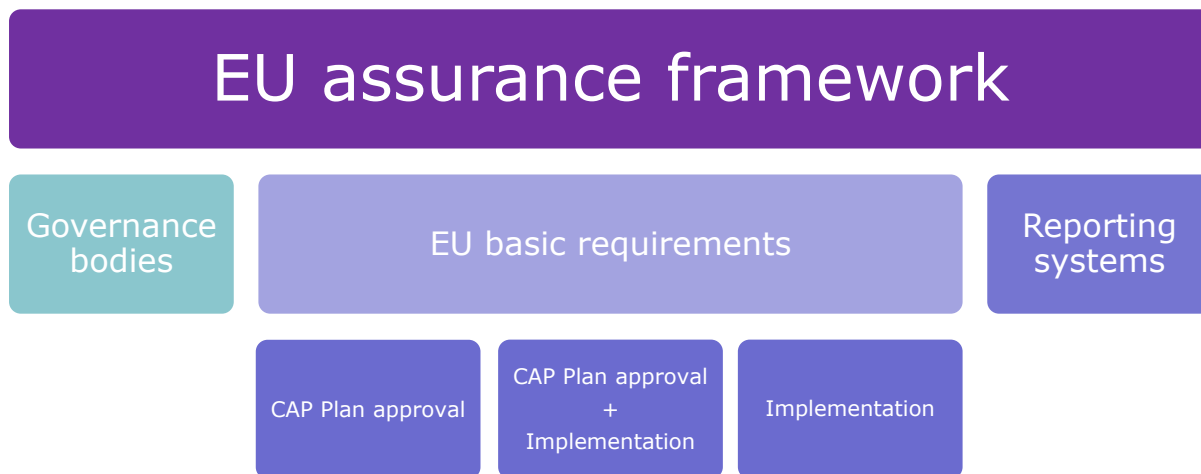 EU assurance framework
Governance
bodies
EU basic requirements
Reporting
systems
CAP Plan approval
CAP Plan approval
+
Implementation
Implementation